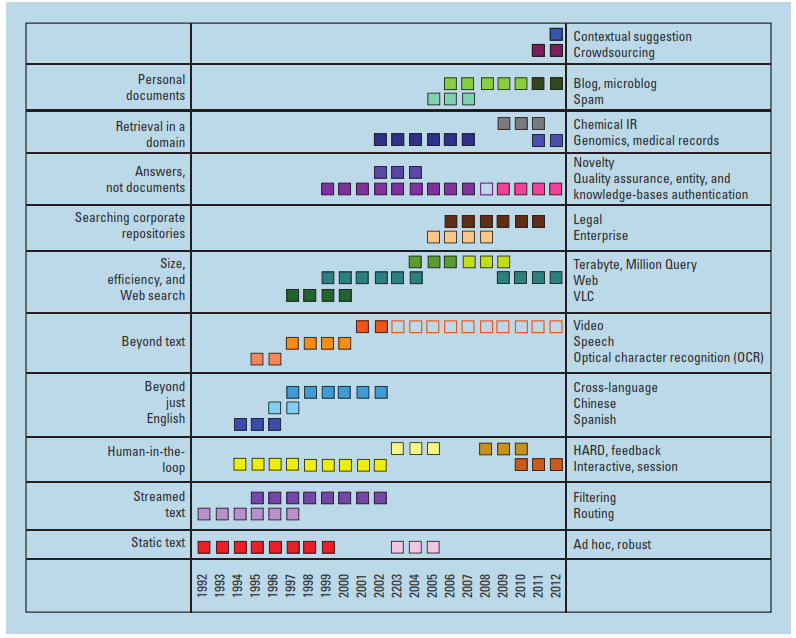 Contextual suggestion
Crowdsourcing
Personal
documents
Blog, microblog
Spam
Retrieval in a
domain
Chemical IR
Genomics, medical records
Answers,
not documents
Novelty
Quality assurance, entity, and
knowledge-bases authentication
Searching corporate
repositories
Legal
Enterprise
Size,
efficiency, and
Web search
Terabyte, Million Query
Web
VLC
Beyond text
Video
Speech
Optical character recognition (OCR)
Beyond
just
English
Cross-language
Chinese
Spanish
Human-in-the-
loop
HARD, feedback
Interactive, session
Streamed
text
Filtering
Routing
Static text
Ad hoc, robust
1992
1993
1994
1995
1996
1997
1998
1999
2000
2001
2002
2203
2004
2005
2006
2007
2008
2009
2010
2011
2012